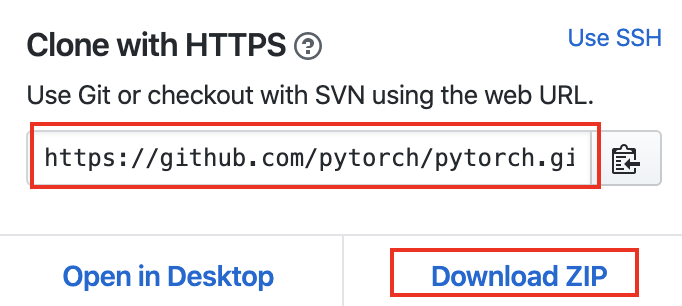 Clone with HTTPS ?
Use SSH
Use Git or checkout with SVN using the web URL.
https://github.com/pytorch/pytorch.gi
Open in Desktop
Download ZIP